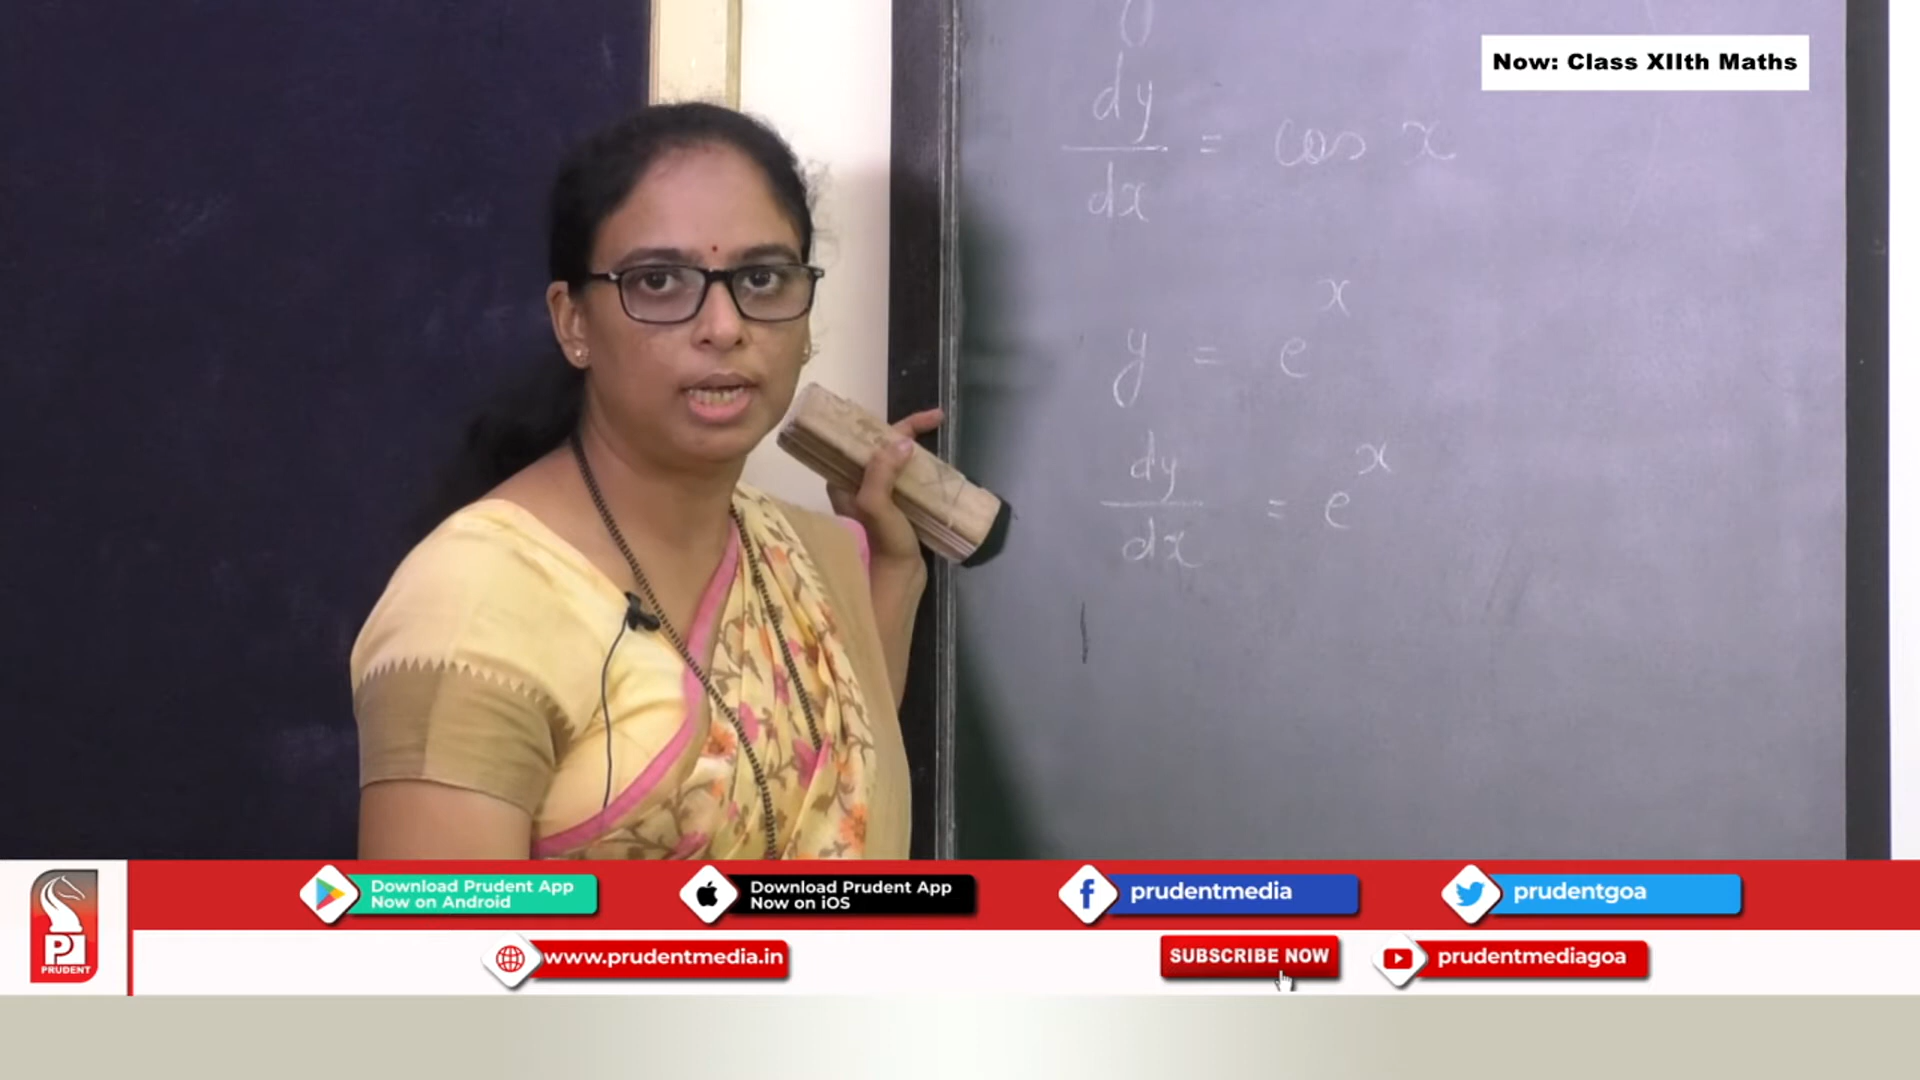 Now: Class XIIth Maths
dy/dx = cos x
y = e^x
dy/dx = e^x
Download Prudent App
Now on Android
Download Prudent App
Now on iOS
prudentmedia
prudentgoa
PRUDENT
www.prudentmedia.in
SUBSCRIBE NOW
prudentmediagoa